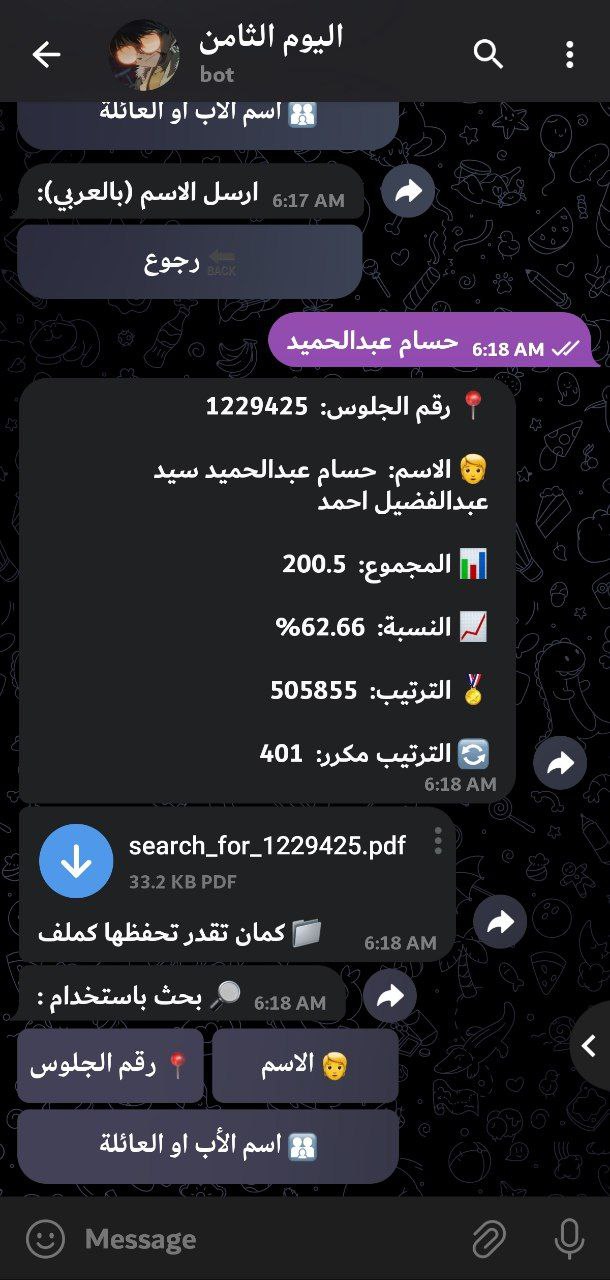 اليوم الثامن
bot
👥 اسم الأب او العائلة
ارسل الاسم (بالعربي):
6:17 AM
رجوع 🔙
حسام عبدالحميد
6:18 AM
📍 رقم الجلوس: 1229425
🧑 الاسم: حسام عبدالحميد سيد
عبدالفضيل احمد
📊 المجموع: 200.5
📈 النسبة: 62.66%
🏅 الترتيب: 505855
🔄 الترتيب مكرر: 401
6:18 AM
search_for_1229425.pdf
33.2 KB PDF
📁 كمان تقدر تحفظها كملف
6:18 AM
🔎 بحث باستخدام :
6:18 AM
📍 رقم الجلوس
🧑 الاسم
👥 اسم الأب او العائلة
Message